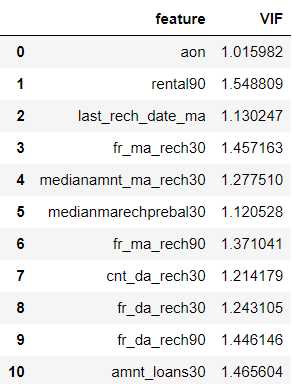 feature VIF
0 aon 1.015982
1 rental90 1.548809
2 last_rech_date_ma 1.130247
3 fr_ma_rech30 1.457163
4 medianamnt_ma_rech30 1.277510
5 medianmarechprebal30 1.120528
6 fr_ma_rech90 1.371041
7 cnt_da_rech30 1.214179
8 fr_da_rech30 1.243105
9 fr_da_rech90 1.446146
10 amnt_loans30 1.465604